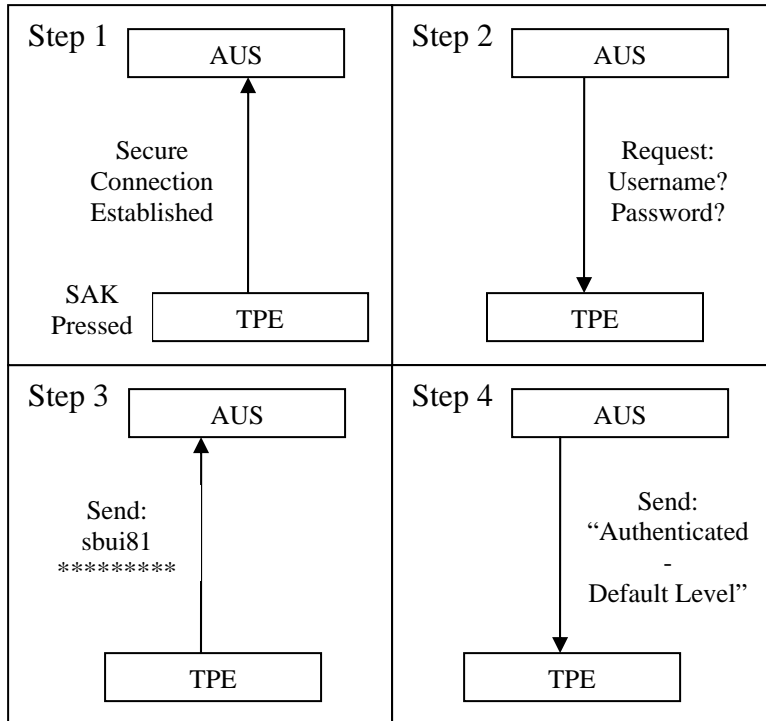 Step 1
AUS
Secure
Connection
Established
SAK
Pressed
TPE
Step 2
AUS
Request:
Username?
Password?
TPE
Step 3
AUS
Send:
sbui81
*********
TPE
Step 4
AUS
Send:
“Authenticated
-
Default Level”
TPE